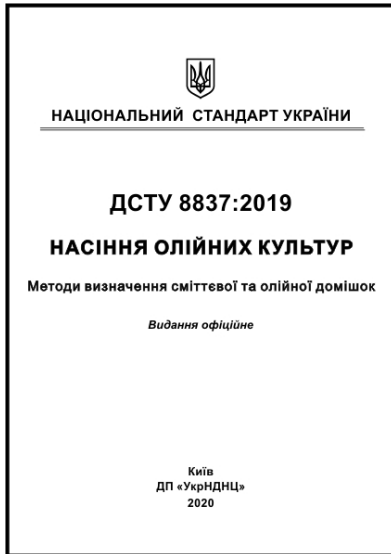 НАЦІОНАЛЬНИЙ СТАНДАРТ УКРАЇНИ
ДСТУ 8837:2019
НАСІННЯ ОЛІЙНИХ КУЛЬТУР
Методи визначення сміттєвої та олійної домішок
Видання офіційне
Київ
ДП «УкрНДНЦ»
2020